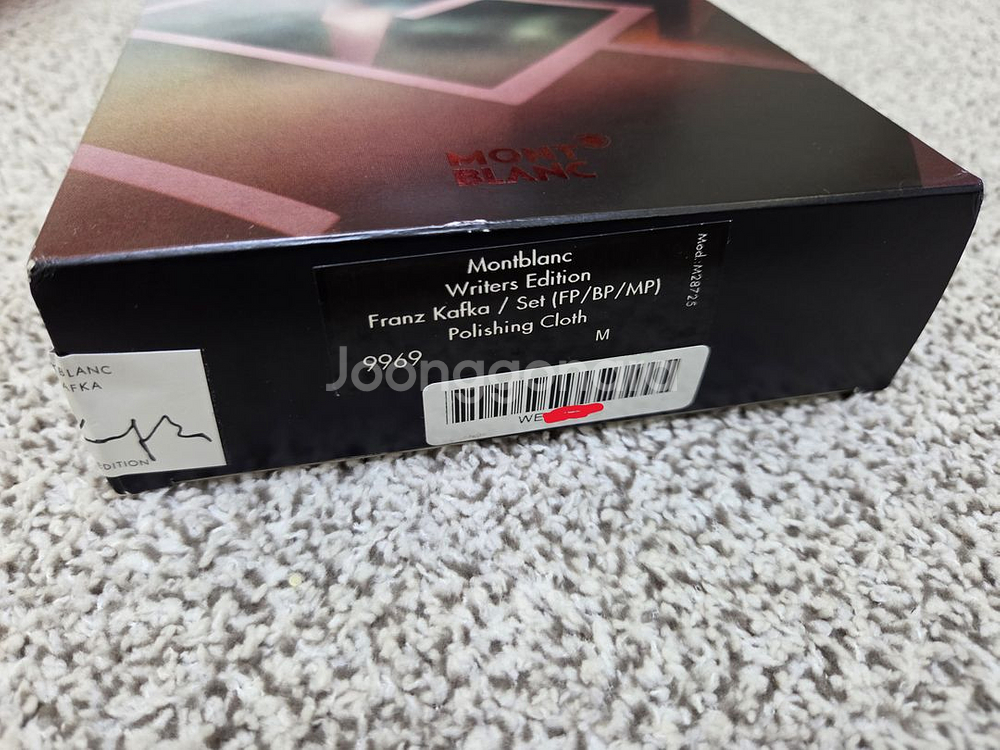 MONT
BLANC
Montblanc
Writers Edition
Franz Kafka / Set (FP/BP/MP)
Polishing Cloth
M
9969
Mod.:M28725
Joonggonara
WE
BLANC
AFKA
EDITION